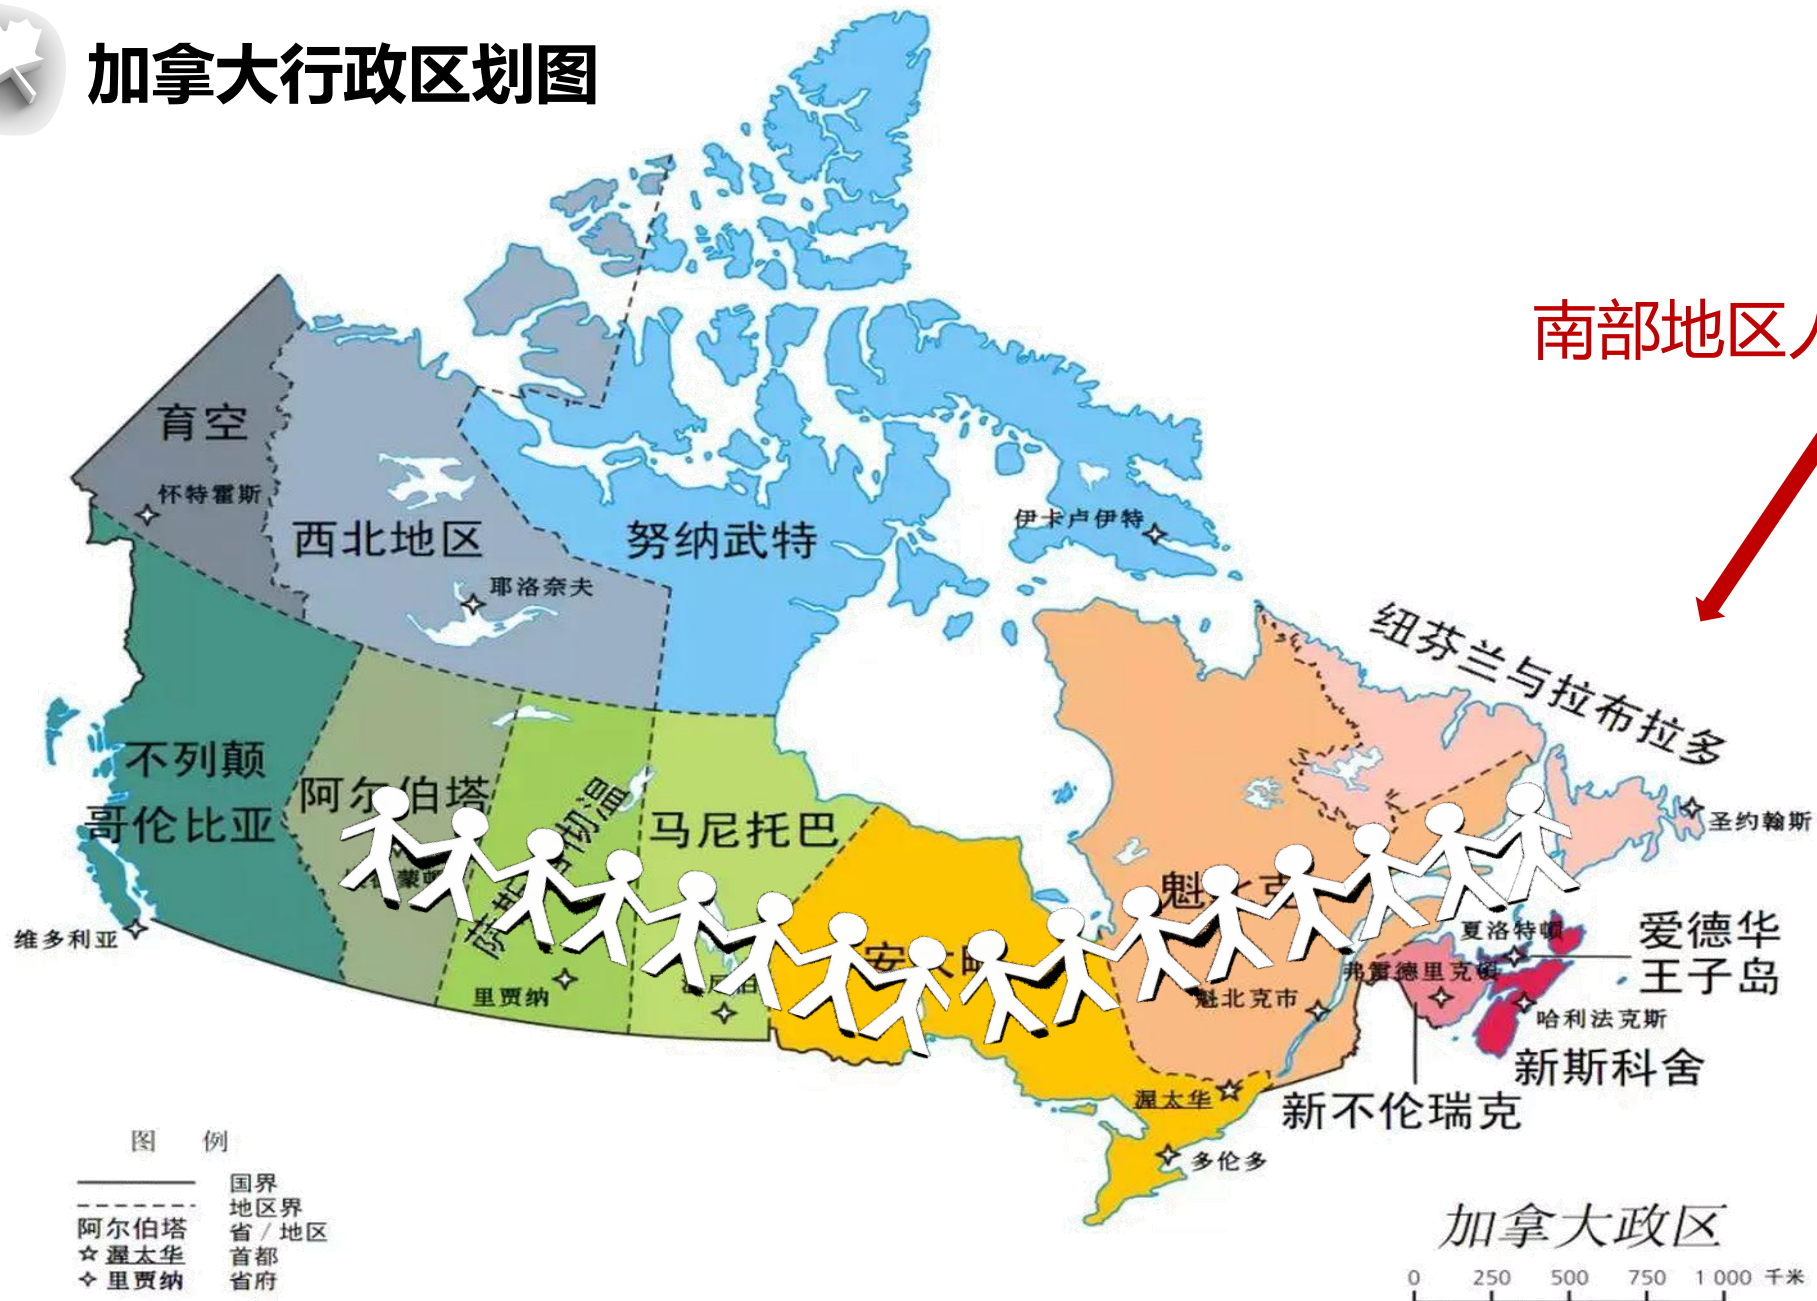 加拿大行政区划图
南部地区
育空
怀特霍斯
西北地区
耶洛奈夫
努纳武特
伊卡卢伊特
纽芬兰与拉布拉多
圣约翰斯
不列颠
哥伦比亚
维多利亚
阿尔伯塔
里贾纳
马尼托巴
魁北克市
夏洛特顿
弗雷德里克顿
爱德华
王子岛
哈利法克斯
新斯科舍
新不伦瑞克
渥太华
多伦多
图 例
国界
地区界
阿尔伯塔 省 / 地区
渥太华 首都
里贾纳 省府
加拿大政区
0 250 500 750 1 000 千米